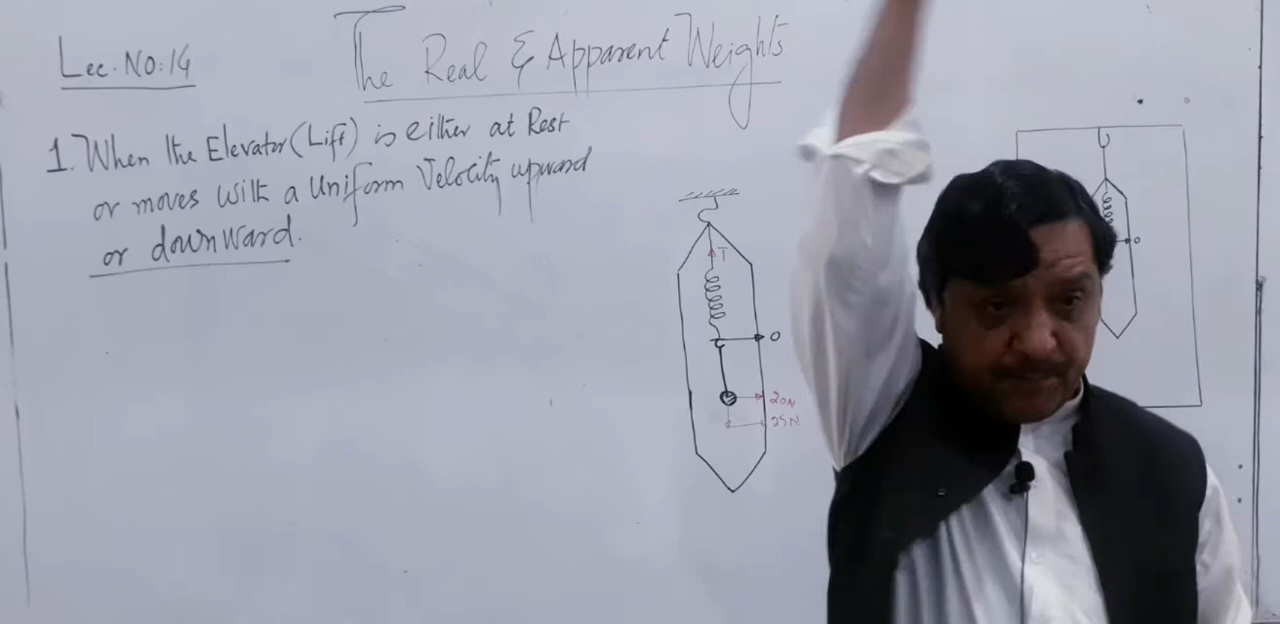 Lec. NO:14
The Real & Apparent Weights
1. When the Elevator (Lift) is either at Rest
or moves with a Uniform Velocity upward
or downward.
T
0
20N
25N
0